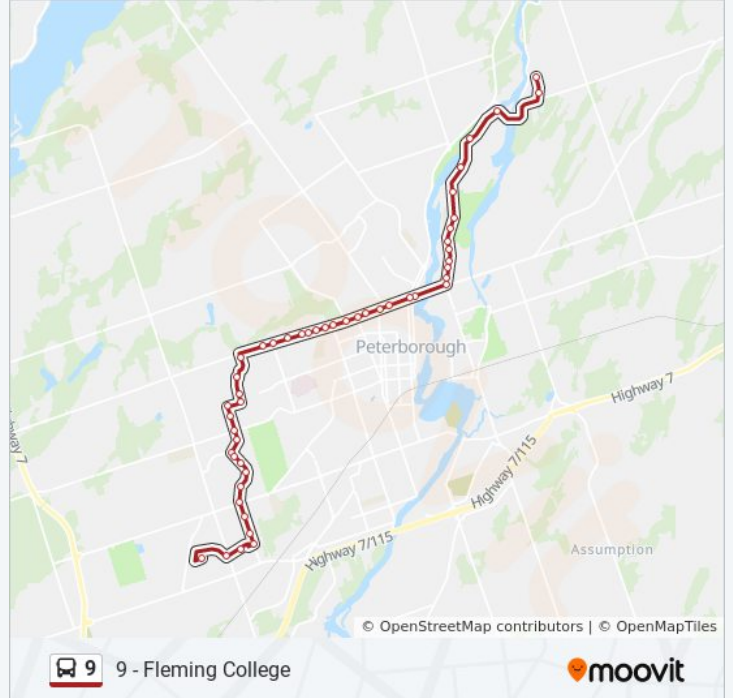 Peterborough
Highway 7
Highway 7/115
way 7
Highway 7/115
Assumption
© OpenStreetMap contributors | © OpenMapTiles
9 9 - Fleming College
moovit